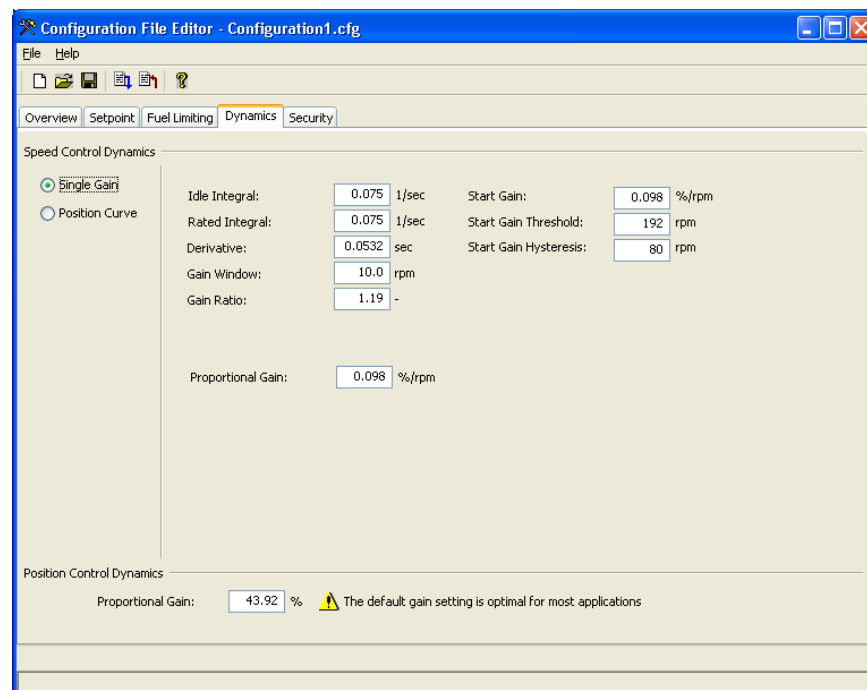 Configuration File Editor - Configuration1.cfg
File Help
Overview Setpoint Fuel Limiting Dynamics Security
Speed Control Dynamics
Single Gain
Position Curve
Idle Integral: 0.075 1/sec Start Gain: 0.098 %/rpm
Rated Integral: 0.075 1/sec Start Gain Threshold: 192 rpm
Derivative: 0.0532 sec Start Gain Hysteresis: 80 rpm
Gain Window: 10.0 rpm
Gain Ratio: 1.19 -
Proportional Gain: 0.098 %/rpm
Position Control Dynamics
Proportional Gain: 43.92 % The default gain setting is optimal for most applications